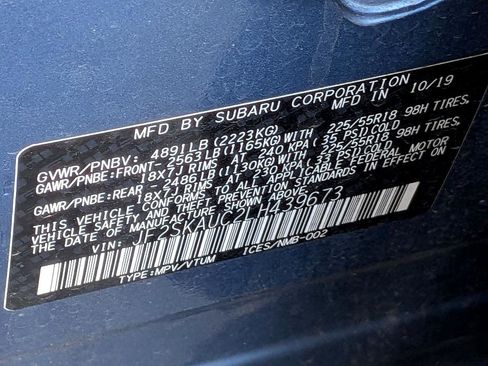 MFD BY SUBARU CORPORATION 10/19
GVWR/PNBV: 4891LB(2223KG)
GAWR/PNBE:FRONT- 2563LB(1165KG)WITH 225/55R18 98H TIRES,
18x7J RIMS AT 240 KPA( 35 PSI)COLD
GAWR/PNBE:REAR -2486LB(1130KG)WITH 225/55R18 98H TIRES,
18x7J RIMS AT 230 KPA( 33 PSI)COLD
THIS VEHICLE CONFORMS TO ALL APPLICABLE FEDERAL MOTOR
VEHICLE SAFETY AND THEFT PREVENTION STANDARDS
IN EFFECT ON THE DATE OF MANUFACTURE SHOWN ABOVE.
VIN: JF2SKAUC2LH439673
TYPE:MPV/VTUM ICES/NMB-002